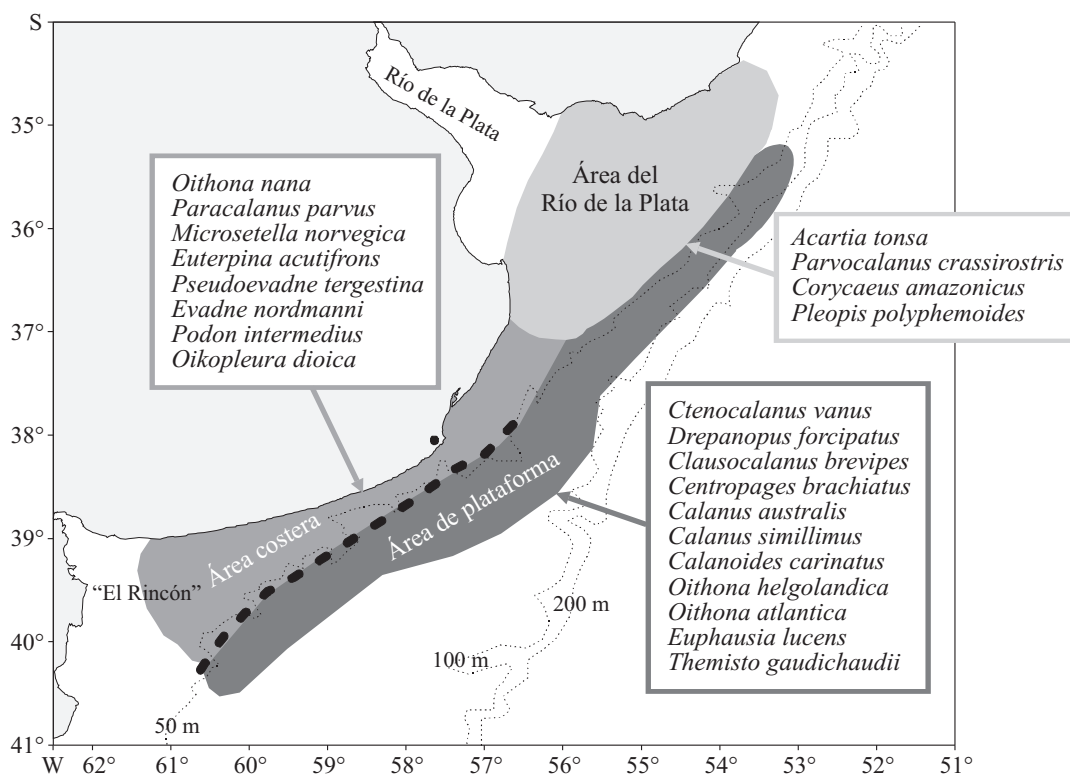 S
35°
36°
37°
38°
39°
40°
41°
W 62° 61° 60° 59° 58° 57° 56° 55° 54° 53° 52° 51°
Río de la Plata
Área del
Río de la Plata
Oithona nana
Paracalanus parvus
Microsetella norvegica
Euterpina acutifrons
Pseudoevadne tergestina
Evadne nordmanni
Podon intermedius
Oikopleura dioica
Acartia tonsa
Parvocalanus crassirostris
Corycaeus amazonicus
Pleopis polyphemoides
Ctenocalanus vanus
Drepanopus forcipatus
Clausocalanus brevipes
Centropages brachiatus
Calanus australis
Calanus simillimus
Calanoides carinatus
Oithona helgolandica
Oithona atlantica
Euphausia lucens
Themisto gaudichaudii
Área costera
Área de plataforma
“El Rincón”
200 m
100 m
50 m